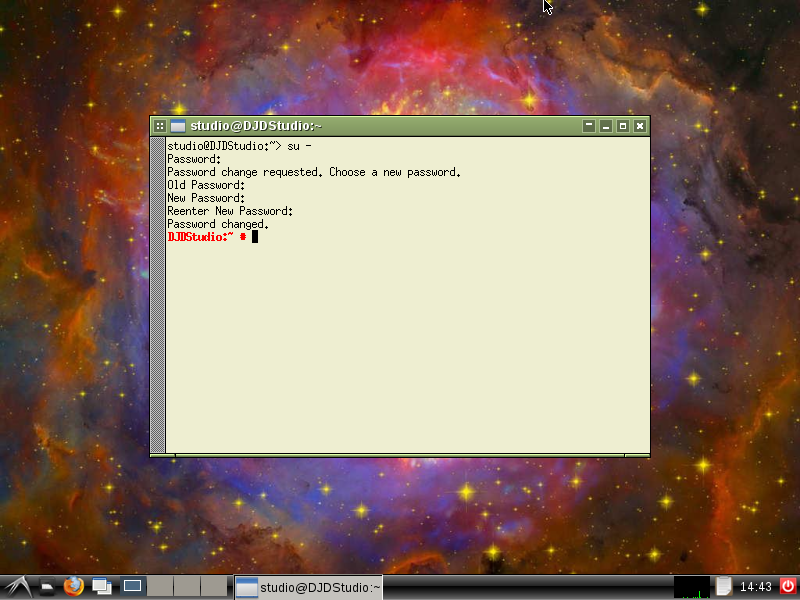 studio@DJDStudio:~
studio@DJDStudio:~> su -
Password:
Password change requested. Choose a new password.
Old Password:
New Password:
Reenter New Password:
Password changed.
DJDStudio:~ #
studio@DJDStudio:~
14:43